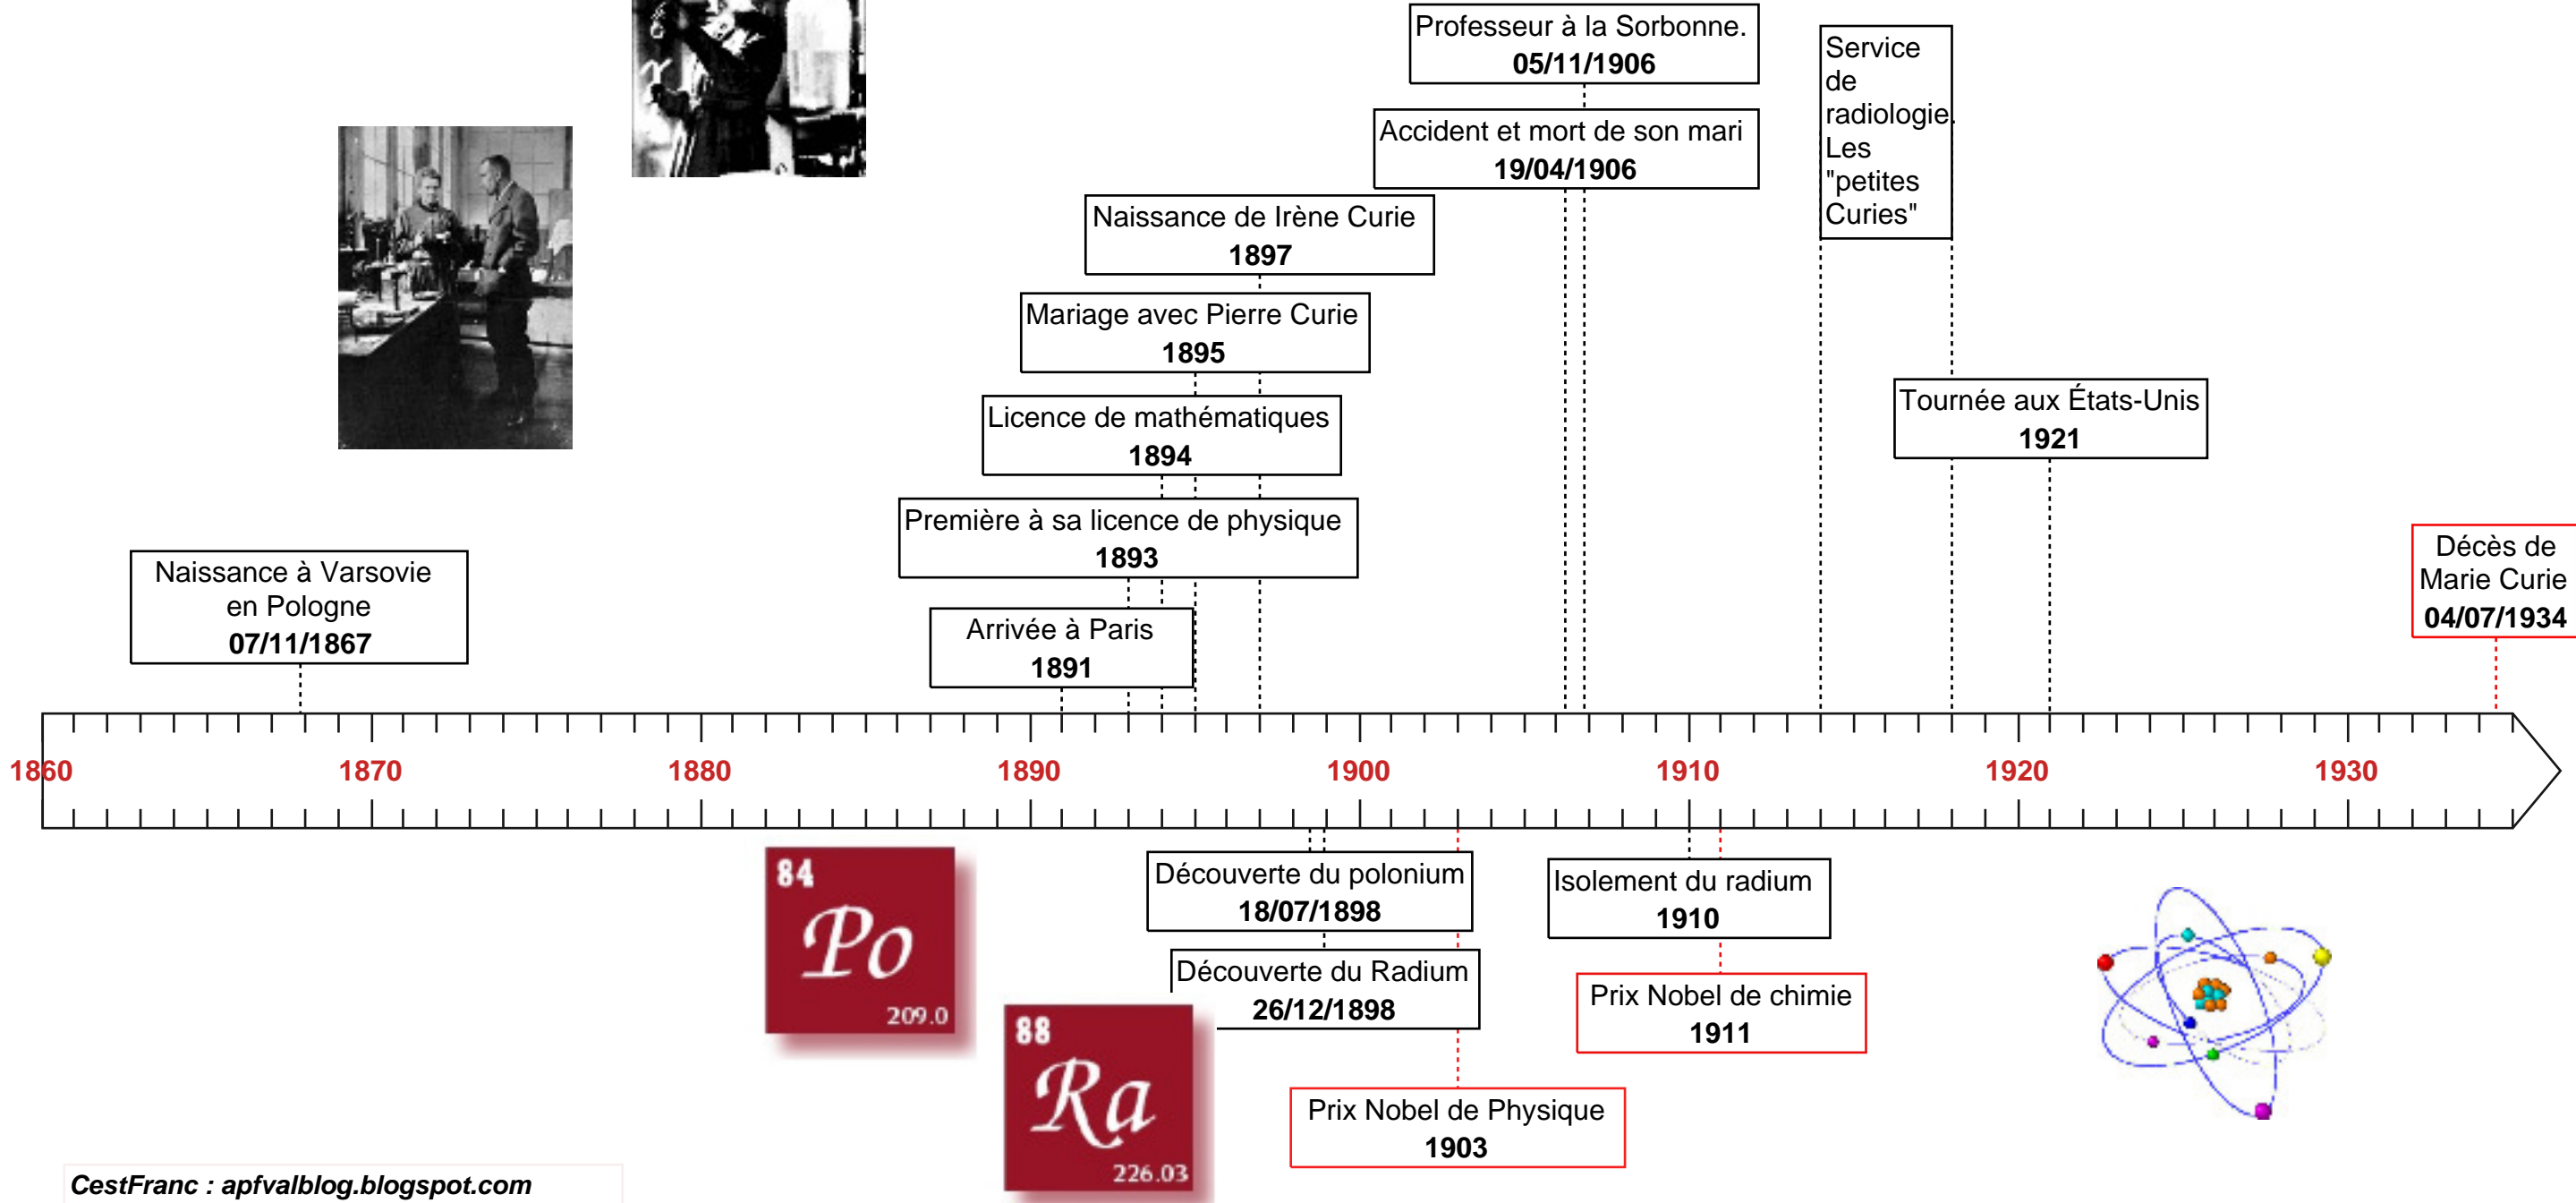 Professeur à la Sorbonne.
05/11/1906
Accident et mort de son mari
19/04/1906
Service
de
radiologie.
Les
"petites
Curies"
Naissance de Irène Curie
1897
Mariage avec Pierre Curie
1895
Licence de mathématiques
1894
Tournée aux États-Unis
1921
Première à sa licence de physique
1893
Naissance à Varsovie
en Pologne
07/11/1867
Arrivée à Paris
1891
Décès de
Marie Curie
04/07/1934
1860 1870 1880 1890 1900 1910 1920 1930
84
Po
209.0
Découverte du polonium
18/07/1898
Isolement du radium
1910
Découverte du Radium
26/12/1898
Prix Nobel de chimie
1911
88
Ra
226.03
Prix Nobel de Physique
1903
CestFranc : apfvalblog.blogspot.com